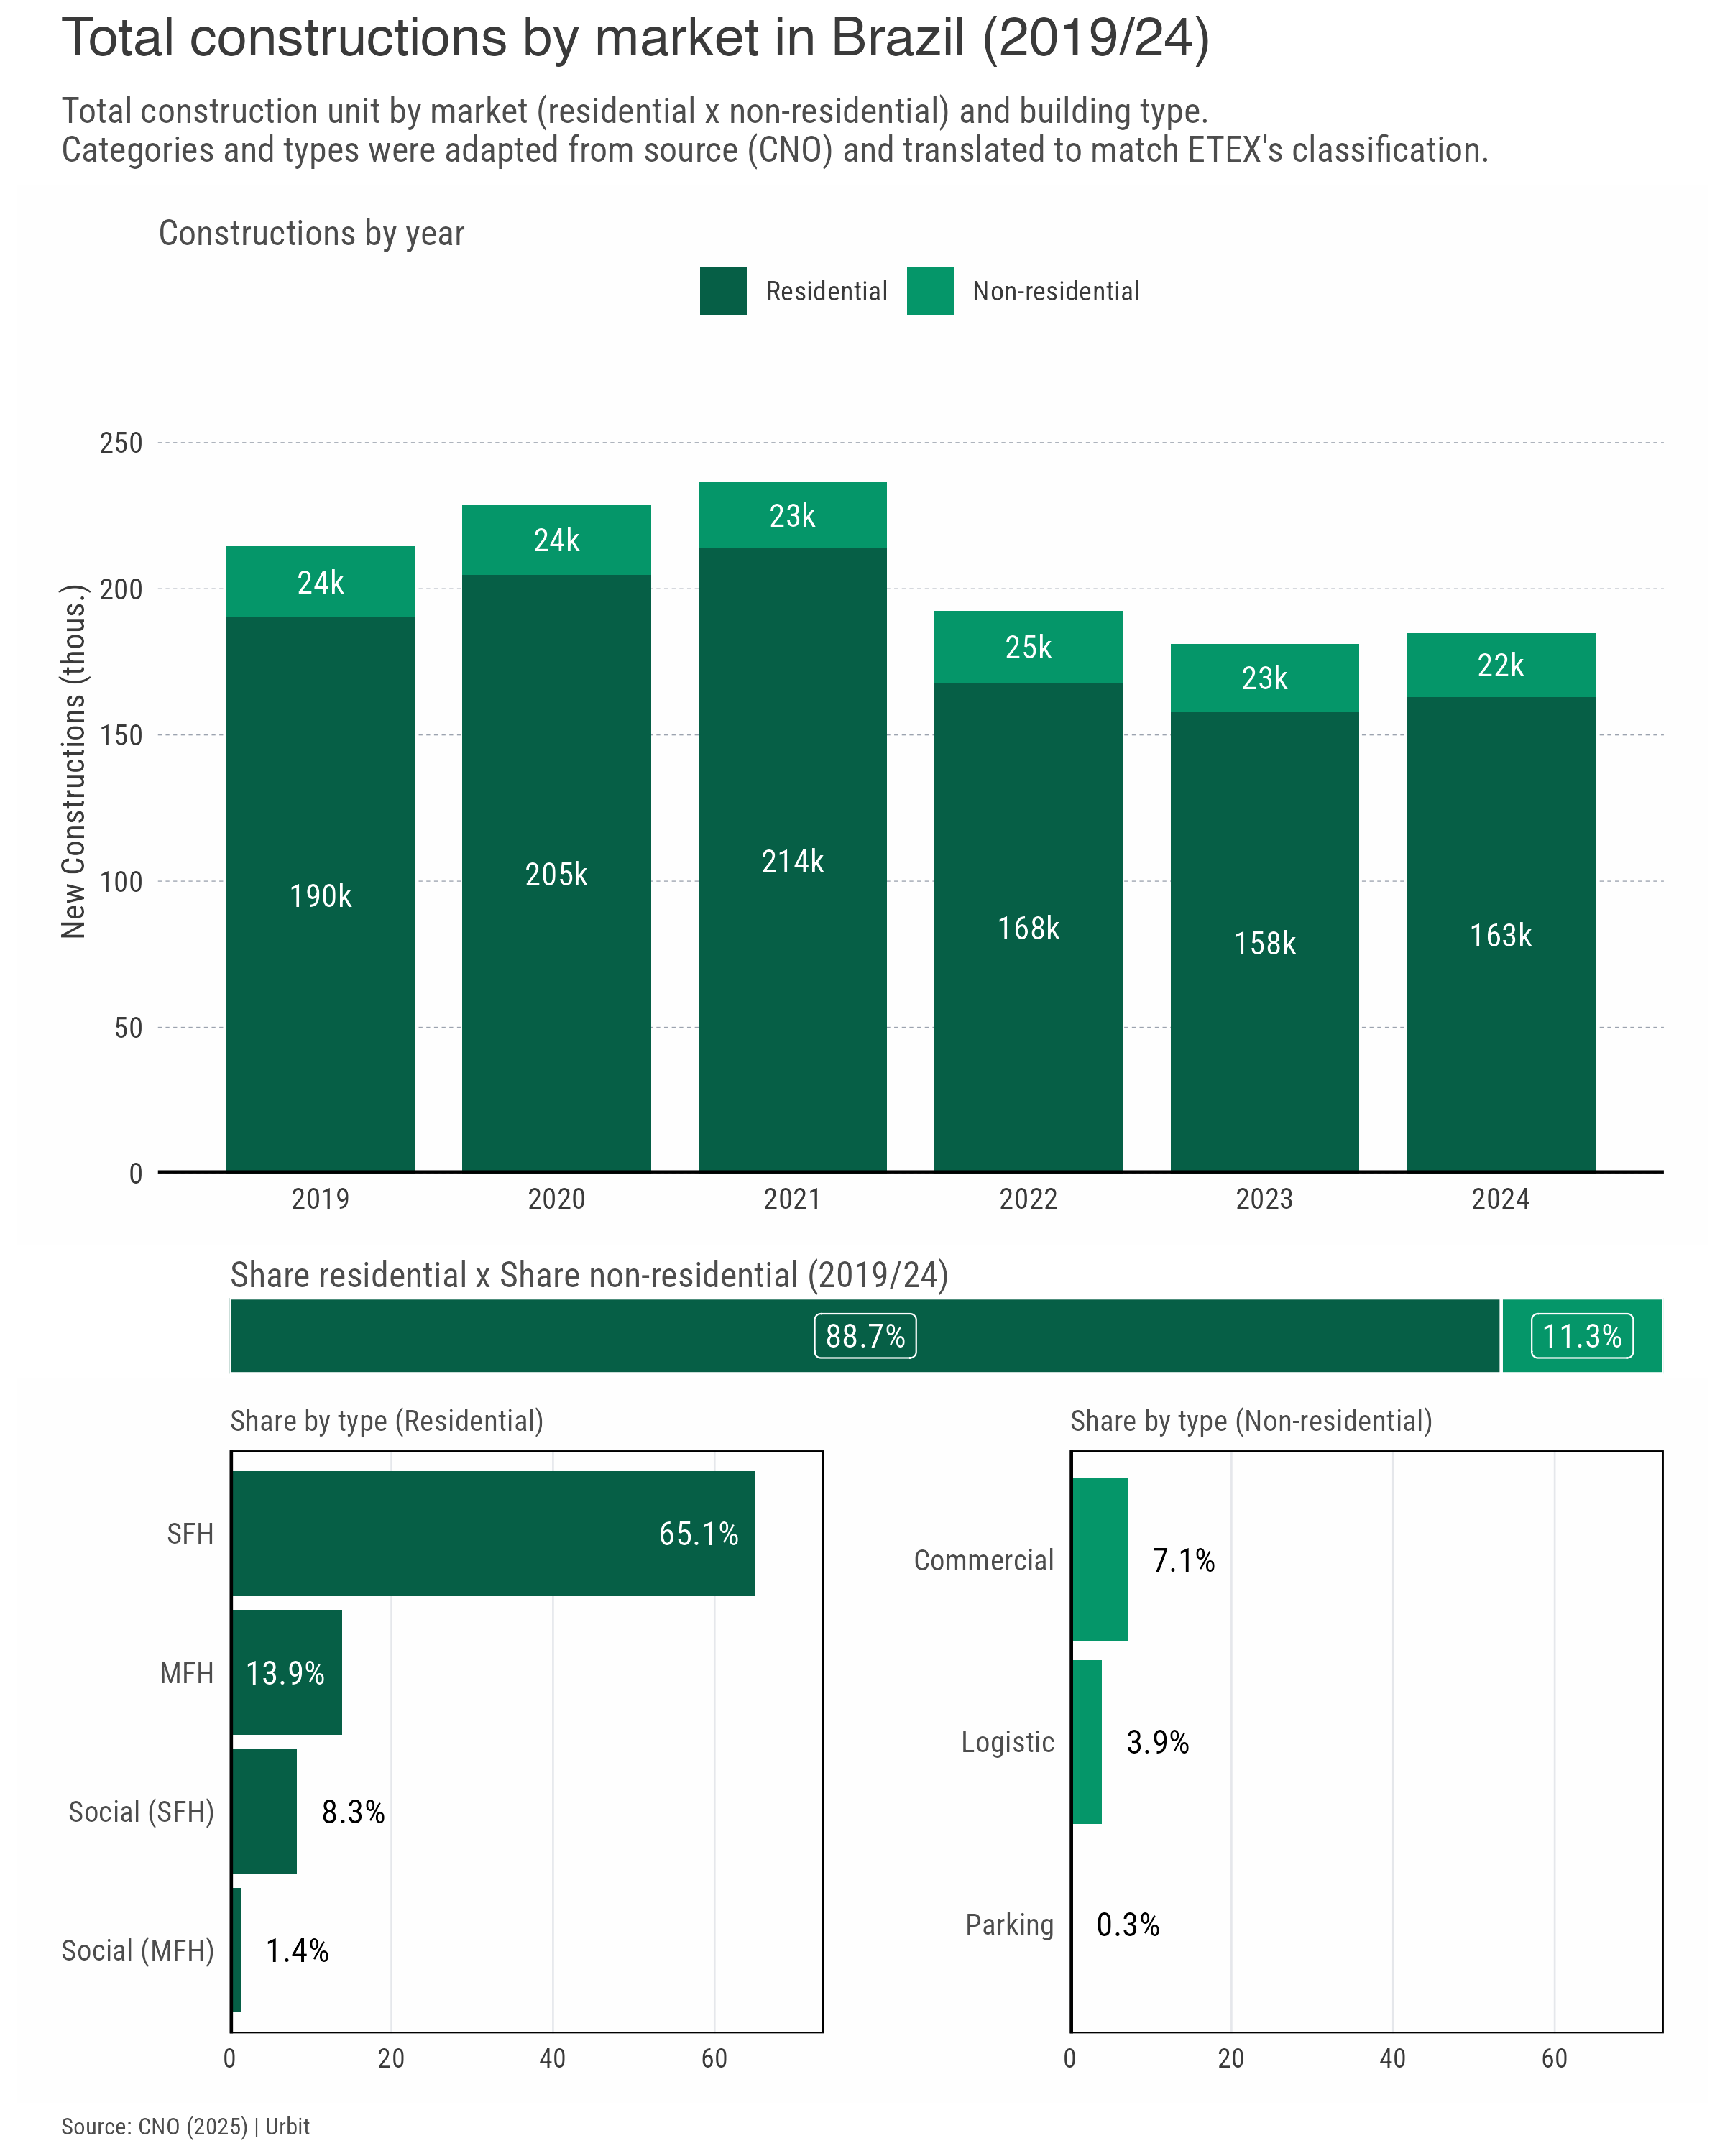 Total constructions by market in Brazil (2019/24)
Total construction unit by market (residential x non-residential) and building type.
Categories and types were adapted from source (CNO) and translated to match ETEX's classification.
Constructions by year
Residential
Non-residential
New Constructions (thous.)
250
200
150
100
50
0
24k
24k
23k
25k
23k
22k
190k
205k
214k
168k
158k
163k
2019
2020
2021
2022
2023
2024
Share residential x Share non-residential (2019/24)
88.7%
11.3%
Share by type (Residential)
SFH
65.1%
MFH
13.9%
Social (SFH)
8.3%
Social (MFH)
1.4%
0
20
40
60
Share by type (Non-residential)
Commercial
7.1%
Logistic
3.9%
Parking
0.3%
0
20
40
60
Source: CNO (2025) | Urbit